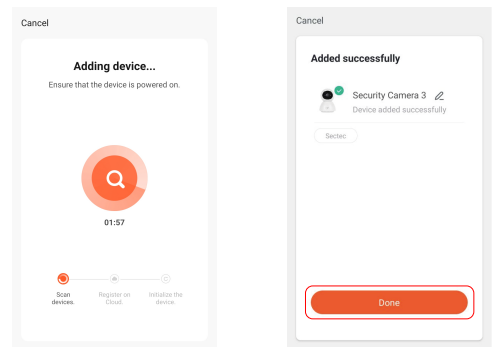 Cancel
Adding device...
Ensure that the device is powered on.
01:57
Scan
devices.
Register on
Cloud.
Initialize the
device.
Cancel
Added successfully
Security Camera 3
Device added successfully
Sectec
Done